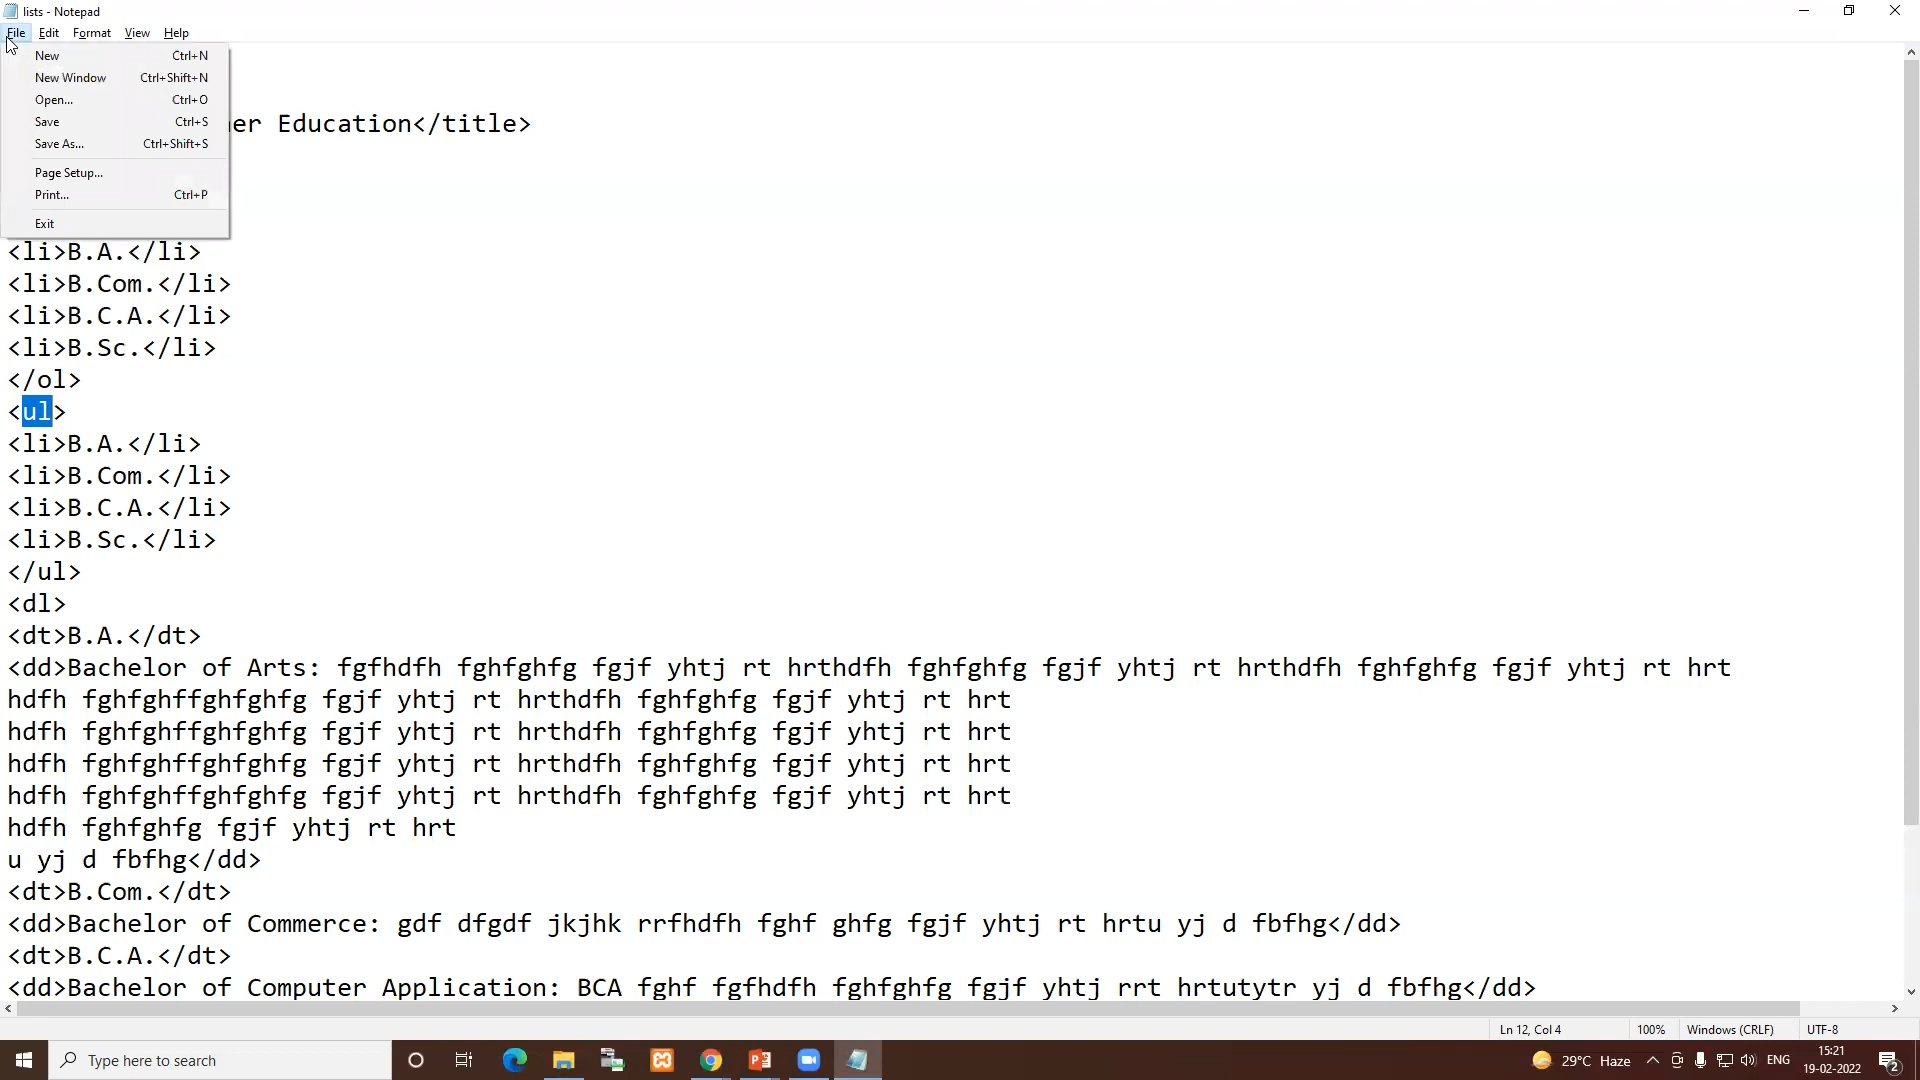 lists - Notepad
File Edit Format View Help
New Ctrl+N
New Window Ctrl+Shift+N
Open... Ctrl+O
Save Ctrl+S
Save As... Ctrl+Shift+S
Page Setup... 
Print... Ctrl+P
Exit
er Education</title>
<li>B.A.</li>
<li>B.Com.</li>
<li>B.C.A.</li>
<li>B.Sc.</li>
</ol>
<ul>
<li>B.A.</li>
<li>B.Com.</li>
<li>B.C.A.</li>
<li>B.Sc.</li>
</ul>
<dl>
<dt>B.A.</dt>
<dd>Bachelor of Arts: fgfhdfh fghfghfg fgjf yhtj rt hrthdfh fghfghfg fgjf yhtj rt hrthdfh fghfghfg fgjf yhtj rt hrt
hdfh fghfghffghfghfg fgjf yhtj rt hrthdfh fghfghfg fgjf yhtj rt hrt
hdfh fghfghffghfghfg fgjf yhtj rt hrthdfh fghfghfg fgjf yhtj rt hrt
hdfh fghfghffghfghfg fgjf yhtj rt hrthdfh fghfghfg fgjf yhtj rt hrt
hdfh fghfghffghfghfg fgjf yhtj rt hrthdfh fghfghfg fgjf yhtj rt hrt
hdfh fghfghfg fgjf yhtj rt hrt
u yj d fbfhg</dd>
<dt>B.Com.</dt>
<dd>Bachelor of Commerce: gdf dfgdf jkjhk rrfhdfh fghf ghfg fgjf yhtj rt hrtu yj d fbfhg</dd>
<dt>B.C.A.</dt>
<dd>Bachelor of Computer Application: BCA fghf fgfhdfh fghfghfg fgjf yhtj rrt hrtutytr yj d fbfhg</dd>
Ln 12, Col 4 100% Windows (CRLF) UTF-8
Type here to search
29°C Haze ENG
15:21
19-02-2022
2